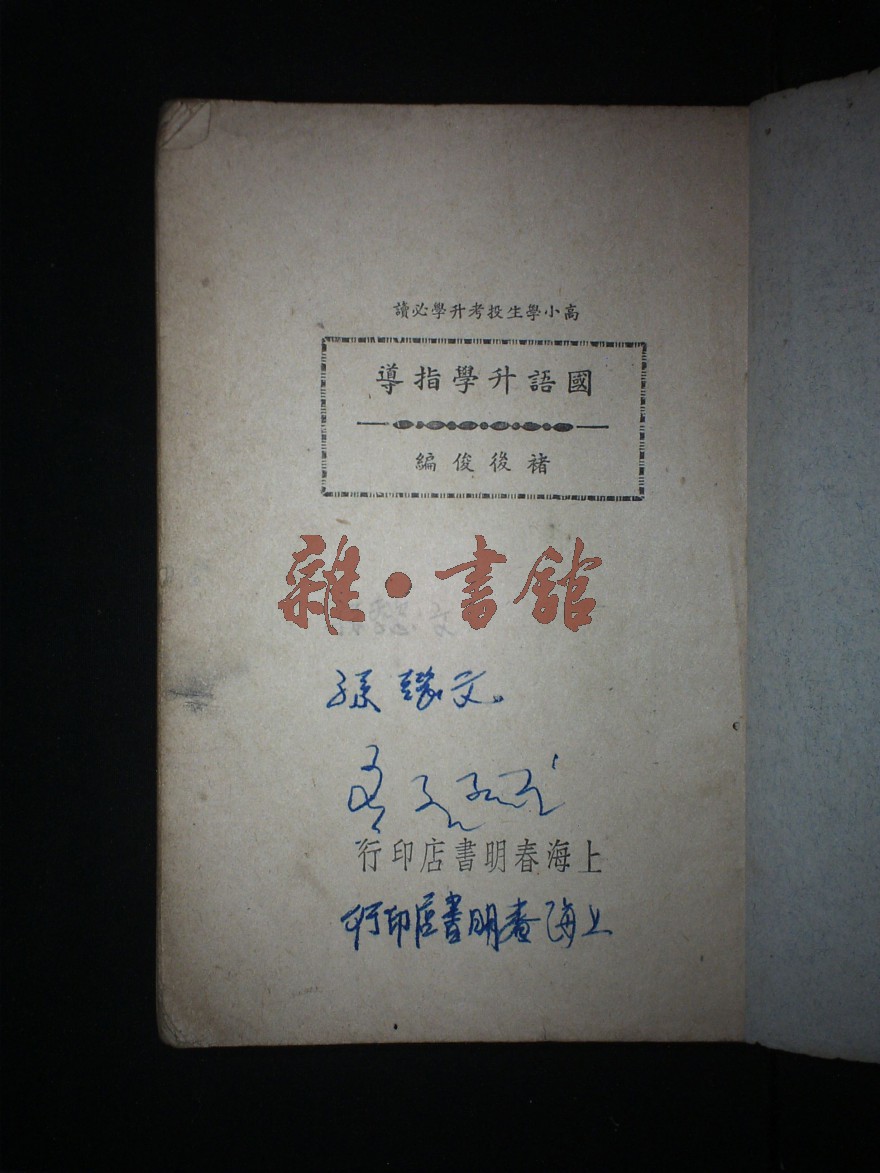 高小學生投考升學必讀
國語升學指導
褚後俊編
雜·書館
上海春明書店印行
上海春明書店印行